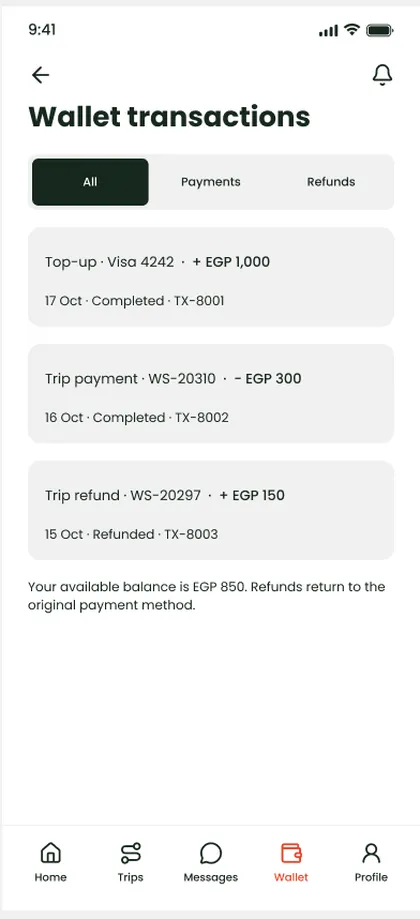 9:41
Wallet transactions
All
Payments
Refunds
Top-up · Visa 4242 · + EGP 1,000
17 Oct · Completed · TX-8001
Trip payment · WS-20310 · - EGP 300
16 Oct · Completed · TX-8002
Trip refund · WS-20297 · + EGP 150
15 Oct · Refunded · TX-8003
Your available balance is EGP 850. Refunds return to the
original payment method.
Home
Trips
Messages
Wallet
Profile